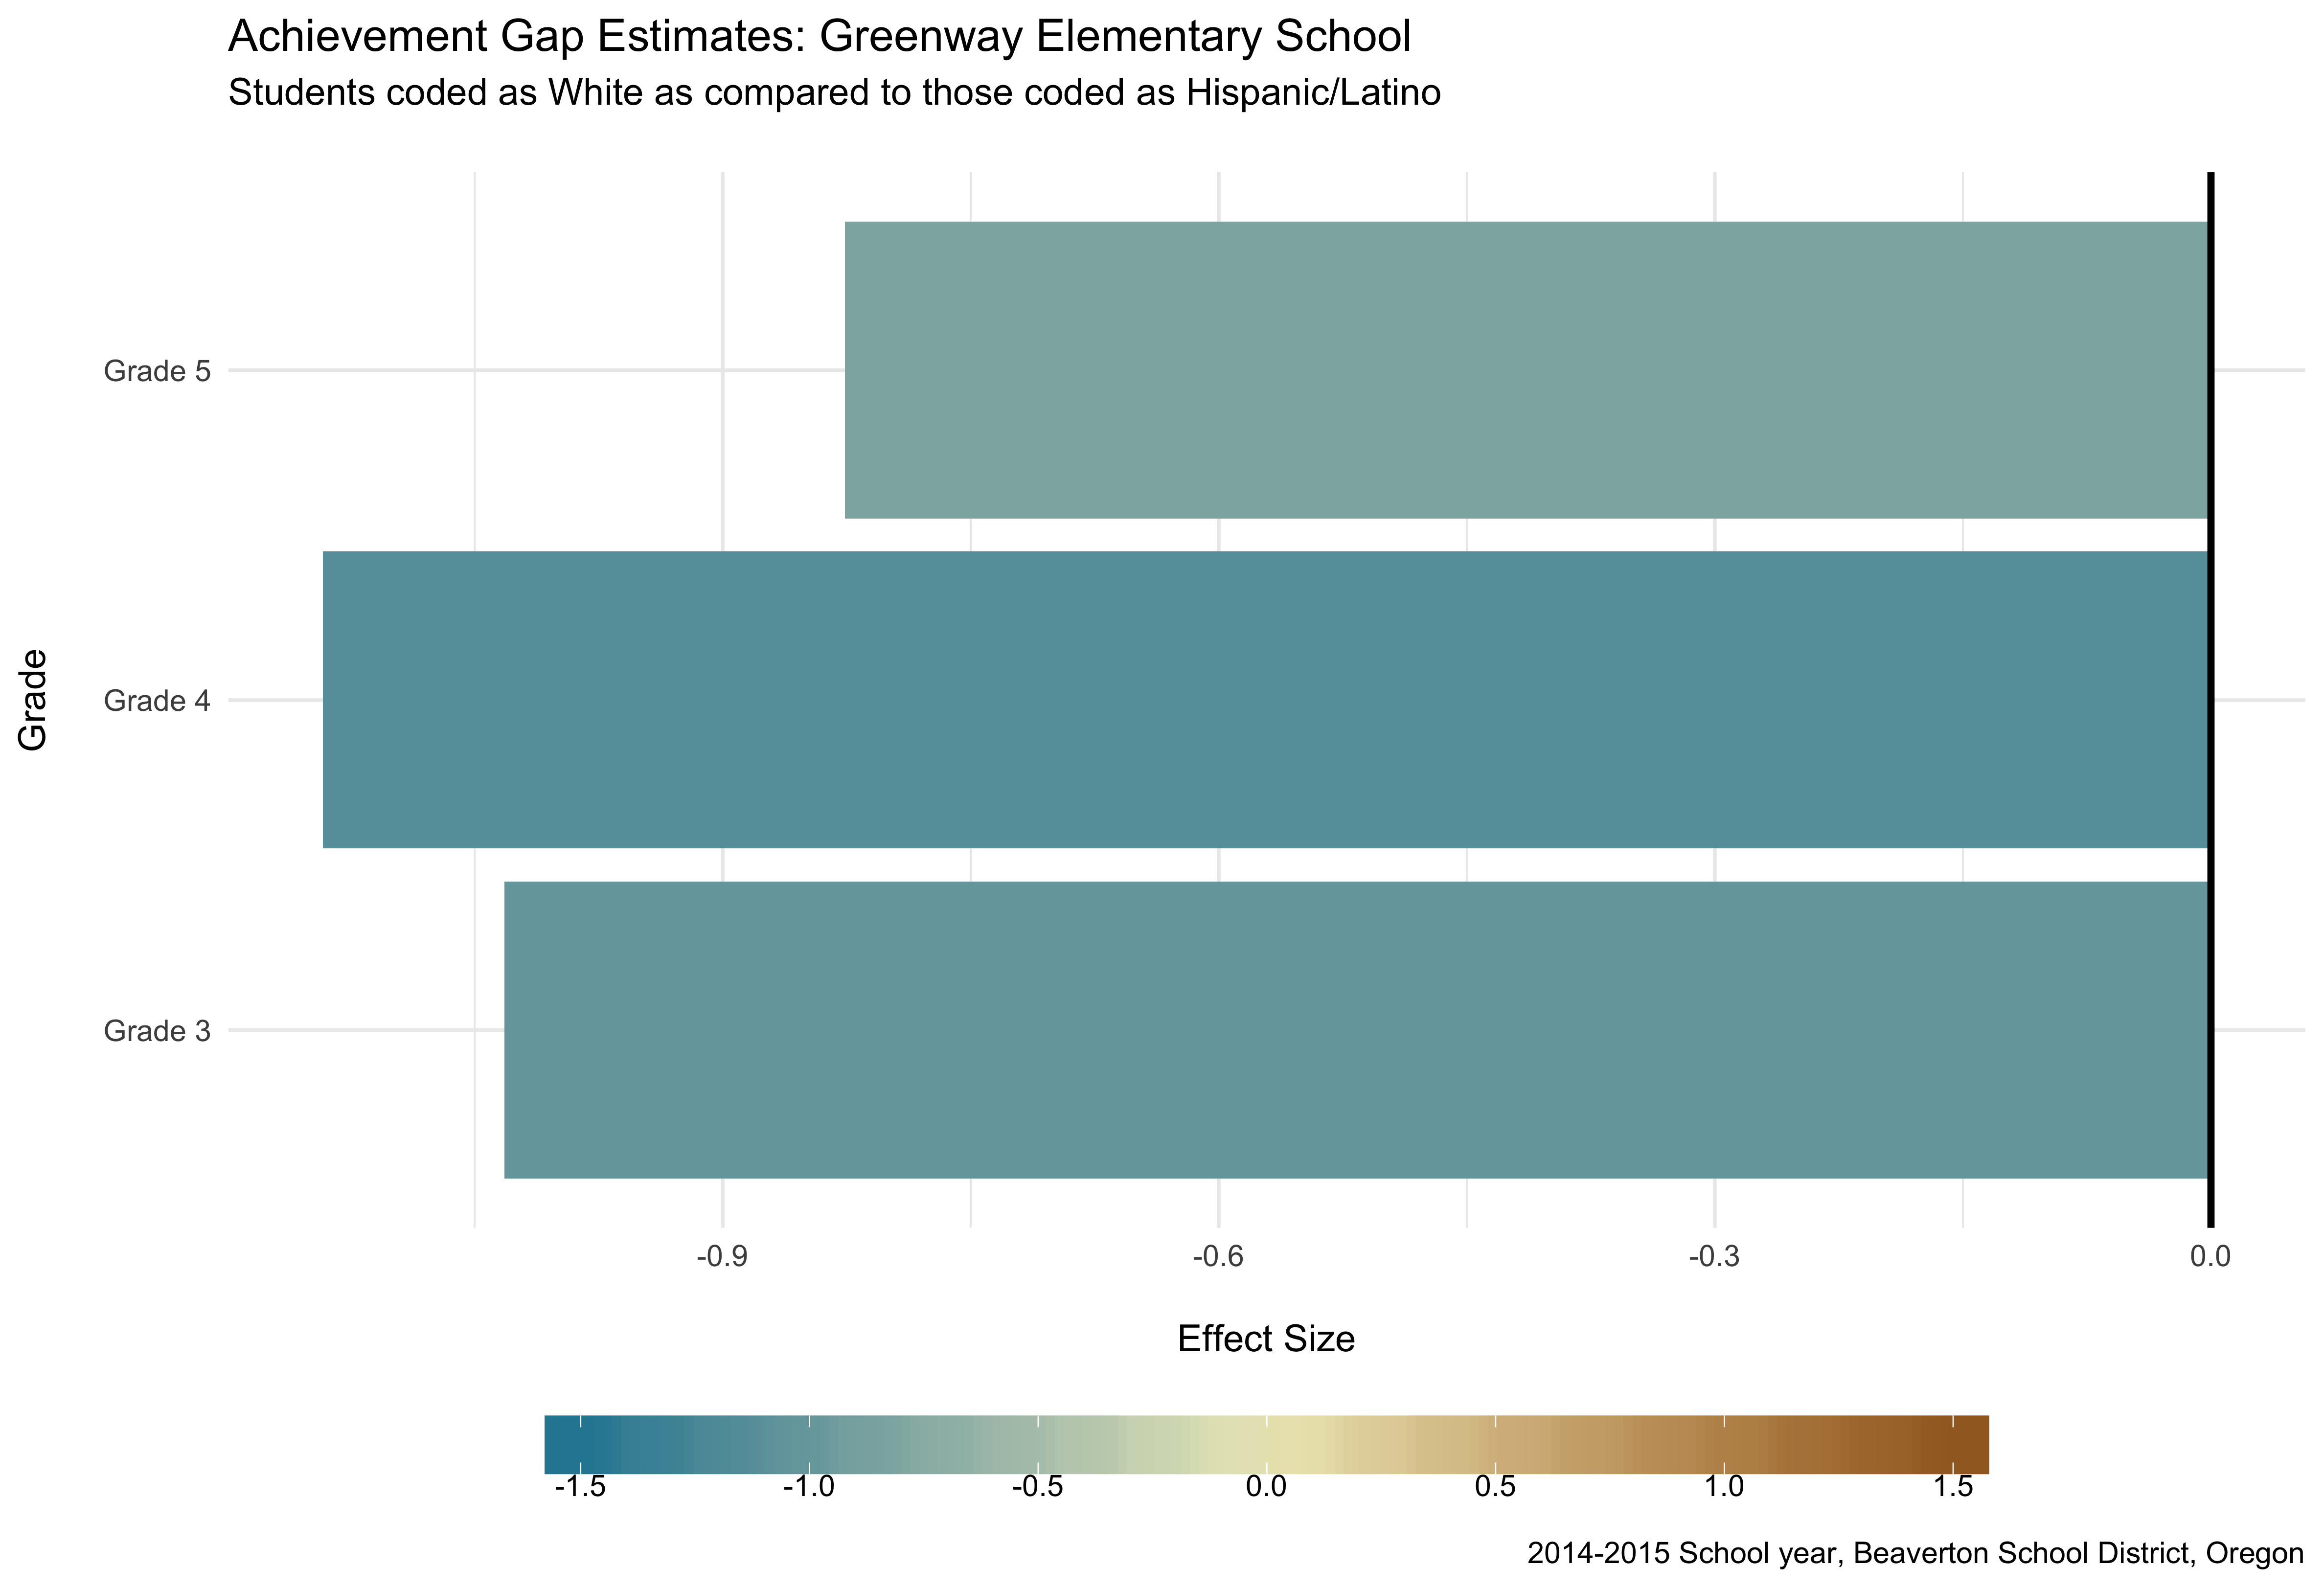 Achievement Gap Estimates: Greenway Elementary School
Students coded as White as compared to those coded as Hispanic/Latino
Grade
Grade 5
Grade 4
Grade 3
-0.9 -0.6 -0.3 0.0
Effect Size
-1.5 -1.0 -0.5 0.0 0.5 1.0 1.5
2014-2015 School year, Beaverton School District, Oregon